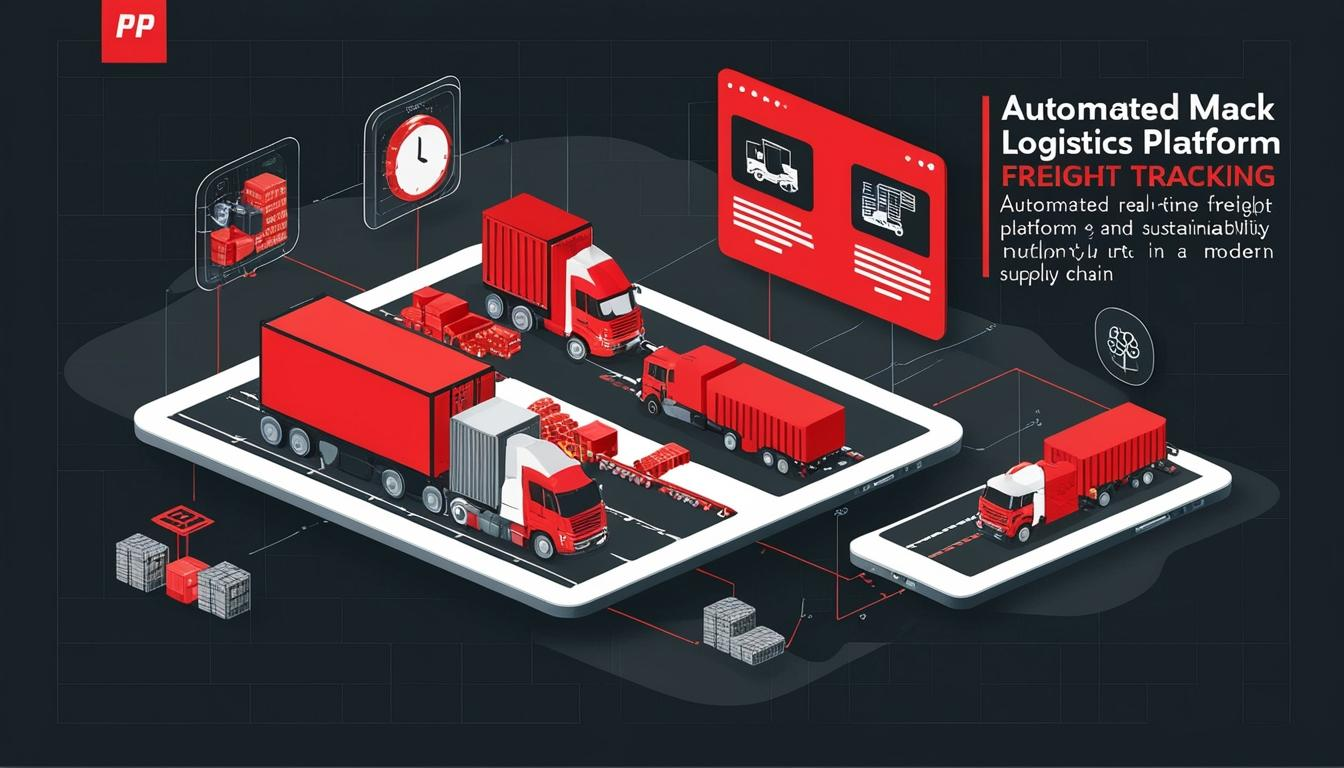 PP
Automated Mack
Logistics Platform
FREIGHT TRACKING
Automated freight
platform and
in a modern
supply chain